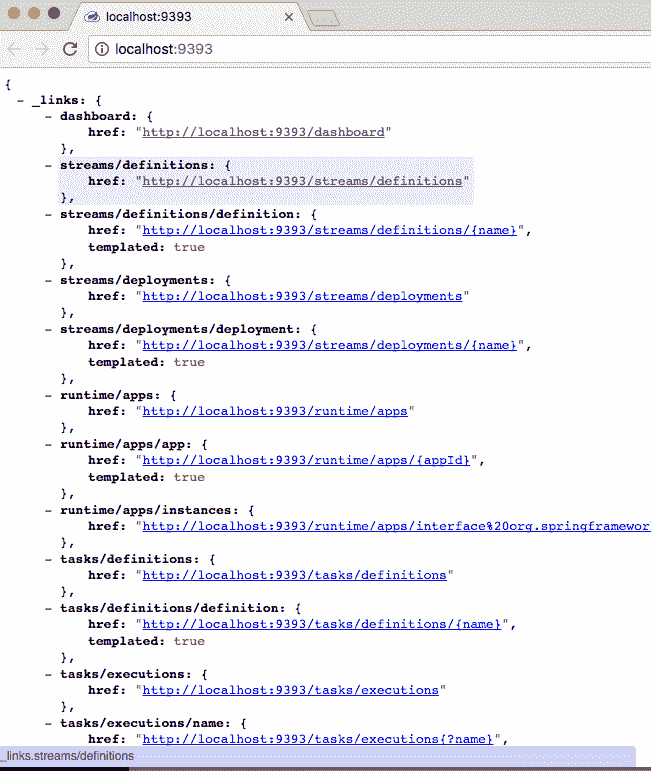 localhost:9393
localhost:9393
{
- _links: {
- dashboard: {
href: "http://localhost:9393/dashboard"
},
- streams/definitions: {
href: "http://localhost:9393/streams/definitions"
},
- streams/definitions/definition: {
href: "http://localhost:9393/streams/definitions/{name}",
templated: true
},
- streams/deployments: {
href: "http://localhost:9393/streams/deployments"
},
- streams/deployments/deployment: {
href: "http://localhost:9393/streams/deployments/{name}",
templated: true
},
- runtime/apps: {
href: "http://localhost:9393/runtime/apps"
},
- runtime/apps/app: {
href: "http://localhost:9393/runtime/apps/{appId}",
templated: true
},
- runtime/apps/instances: {
href: "http://localhost:9393/runtime/apps/interface%20org.springframewor
},
- tasks/definitions: {
href: "http://localhost:9393/tasks/definitions"
},
- tasks/definitions/definition: {
href: "http://localhost:9393/tasks/definitions/{name}",
templated: true
},
- tasks/executions: {
href: "http://localhost:9393/tasks/executions"
},
- tasks/executions/name: {
href: "http://localhost:9393/tasks/executions{?name}",
_links.streams/definitions